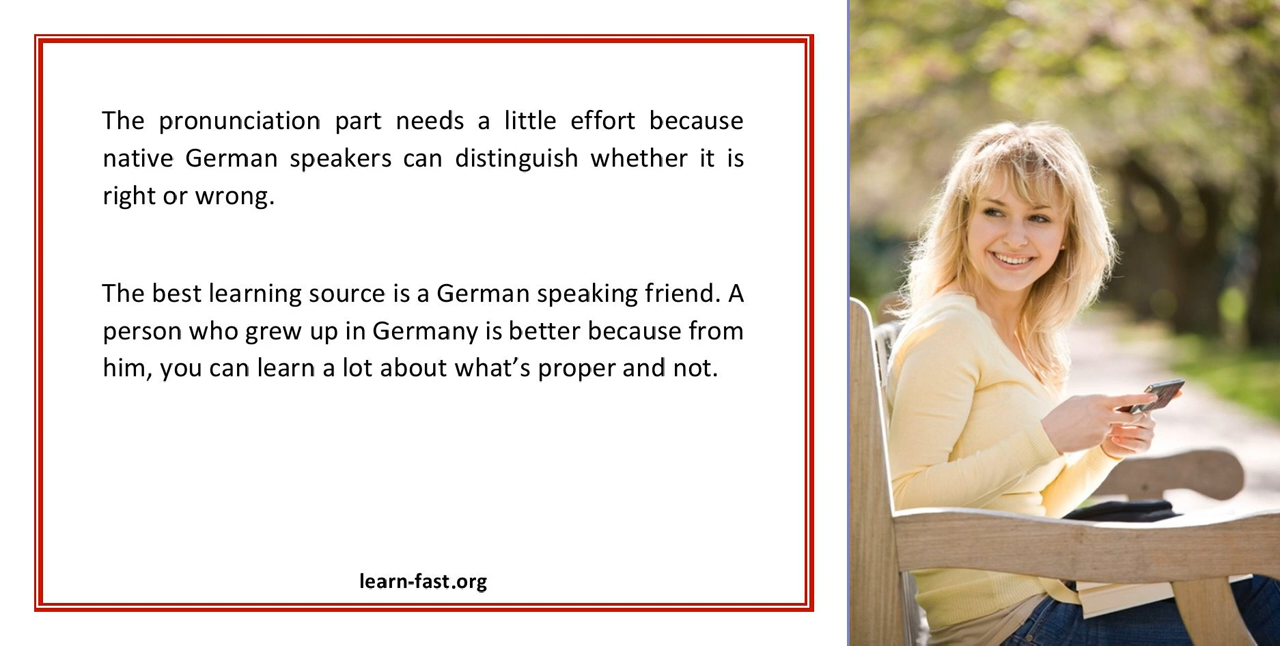 The pronunciation part needs a little effort because
native German speakers can distinguish whether it is
right or wrong.
The best learning source is a German speaking friend. A
person who grew up in Germany is better because from
him, you can learn a lot about what’s proper and not.
learn-fast.org